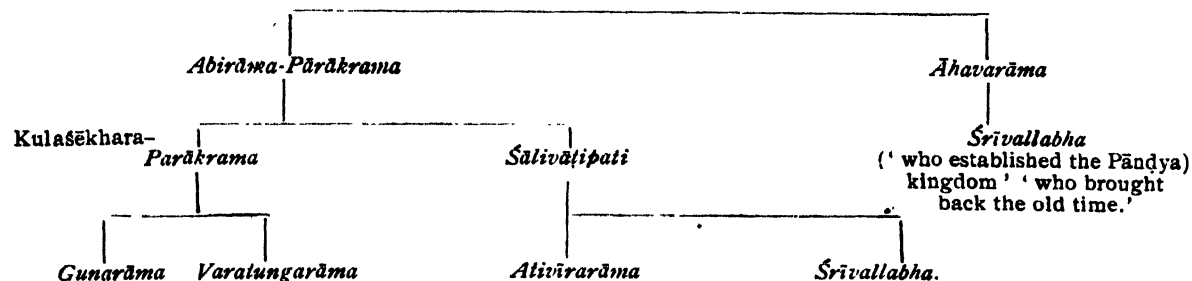 Abirāma-Pārākrama Āhavarāma
Kulaśēkhara-
Parākrama Śālivāṭipati Śrīvallabha
(‘ who established the Pāṇḍya)
kingdom ’ ‘ who brought
back the old time.’
Gunarāma Varatungarāma Ativīrarāma Śrīvallabha.